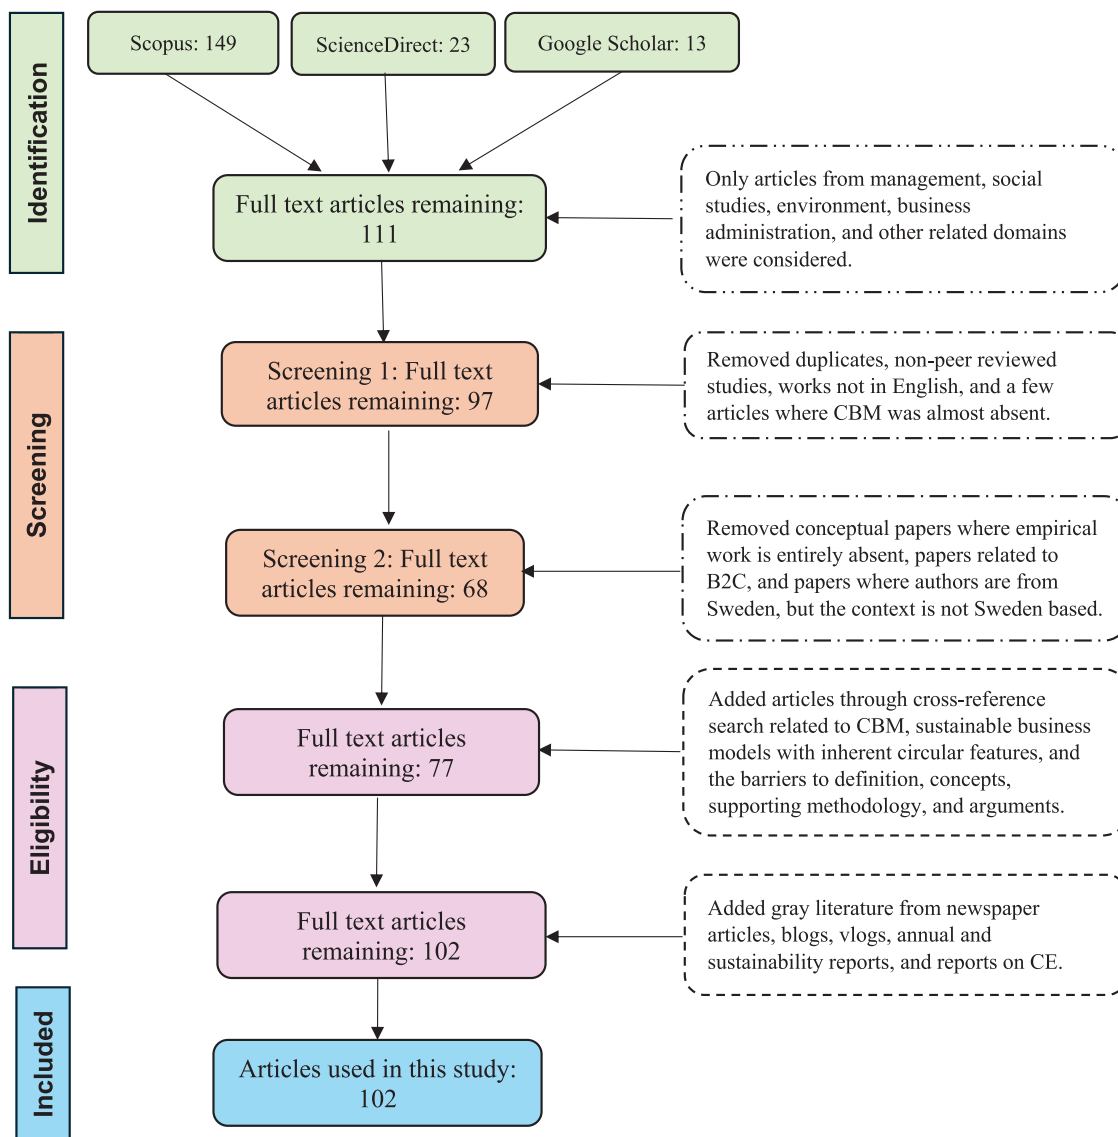 Identification
Scopus: 149
ScienceDirect: 23
Google Scholar: 13
Full text articles remaining:
111
Only articles from management, social
studies, environment, business
administration, and other related domains
were considered.
Screening
Screening 1: Full text
articles remaining: 97
Removed duplicates, non-peer reviewed
studies, works not in English, and a few
articles where CBM was almost absent.
Screening 2: Full text
articles remaining: 68
Removed conceptual papers where empirical
work is entirely absent, papers related to
B2C, and papers where authors are from
Sweden, but the context is not Sweden based.
Eligibility
Full text articles
remaining: 77
Added articles through cross-reference
search related to CBM, sustainable business
models with inherent circular features, and
the barriers to definition, concepts,
supporting methodology, and arguments.
Full text articles
remaining: 102
Added gray literature from newspaper
articles, blogs, vlogs, annual and
sustainability reports, and reports on CE.
Included
Articles used in this study:
102